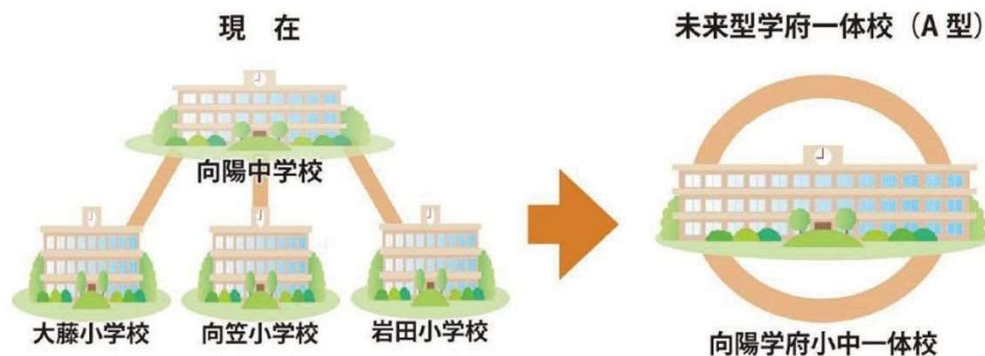 現 在
向陽中学校
大藤小学校
向笠小学校
岩田小学校
未来型学府一体校（A 型）
向陽学府小中一体校